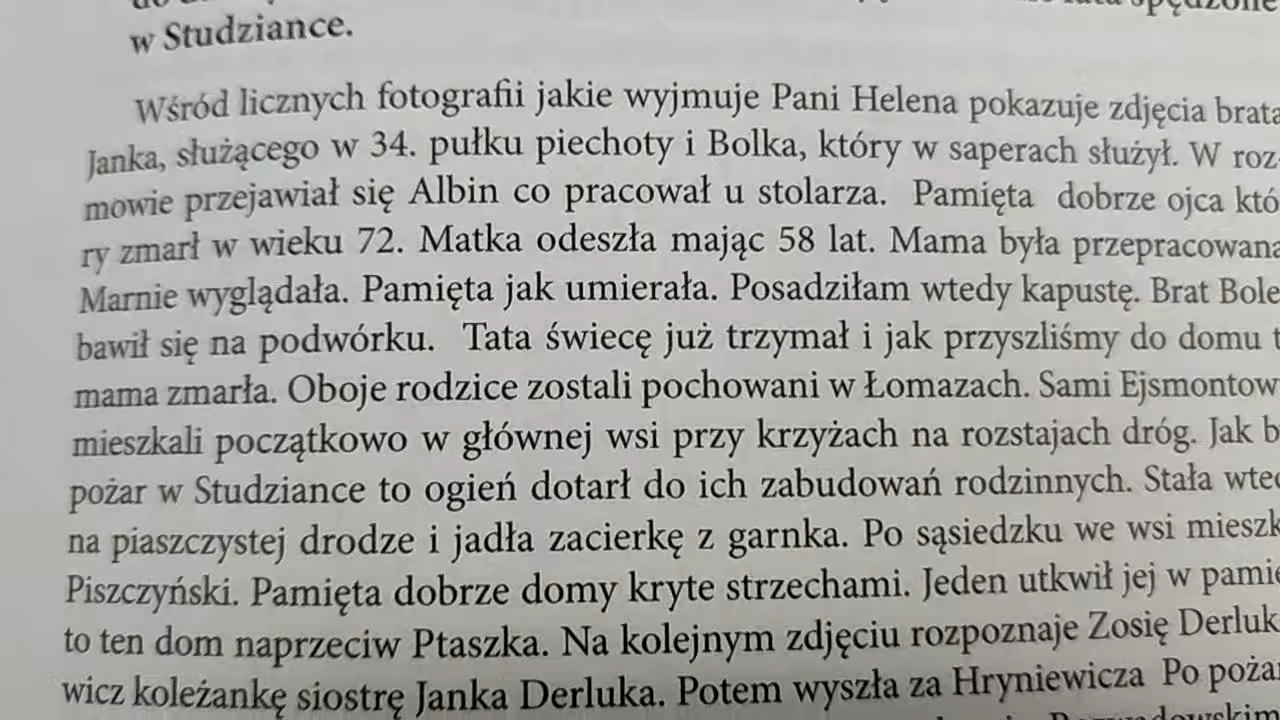 w Studziance.
Wśród licznych fotografii jakie wyjmuje Pani Helena pokazuje zdjęcia brata
Janka, służącego w 34. pułku piechoty i Bolka, który w saperach służył. W roz-
mowie przejawiał się Albin co pracował u stolarza. Pamięta dobrze ojca któ
ry zmarł w wieku 72. Matka odeszła mając 58 lat. Mama była przepracowana
Marnie wyglądała. Pamięta jak umierała. Posadziłam wtedy kapustę. Brat Bole
bawił się na podwórku. Tata świecę już trzymał i jak przyszliśmy do domu t
mama zmarła. Oboje rodzice zostali pochowani w Łomazach. Sami Ejsmontow
mieszkali początkowo w głównej wsi przy krzyżach na rozstajach dróg. Jak b
pożar w Studziance to ogień dotarł do ich zabudowań rodzinnych. Stała wted
na piaszczystej drodze i jadła zacierkę z garnka. Po sąsiedzku we wsi mieszk
Piszczyński. Pamięta dobrze domy kryte strzechami. Jeden utkwił jej w pamię
to ten dom naprzeciw Ptaszka. Na kolejnym zdjęciu rozpoznaje Zosię Derluk
wicz koleżankę siostrę Janka Derluka. Potem wyszła za Hryniewicza Po pożar